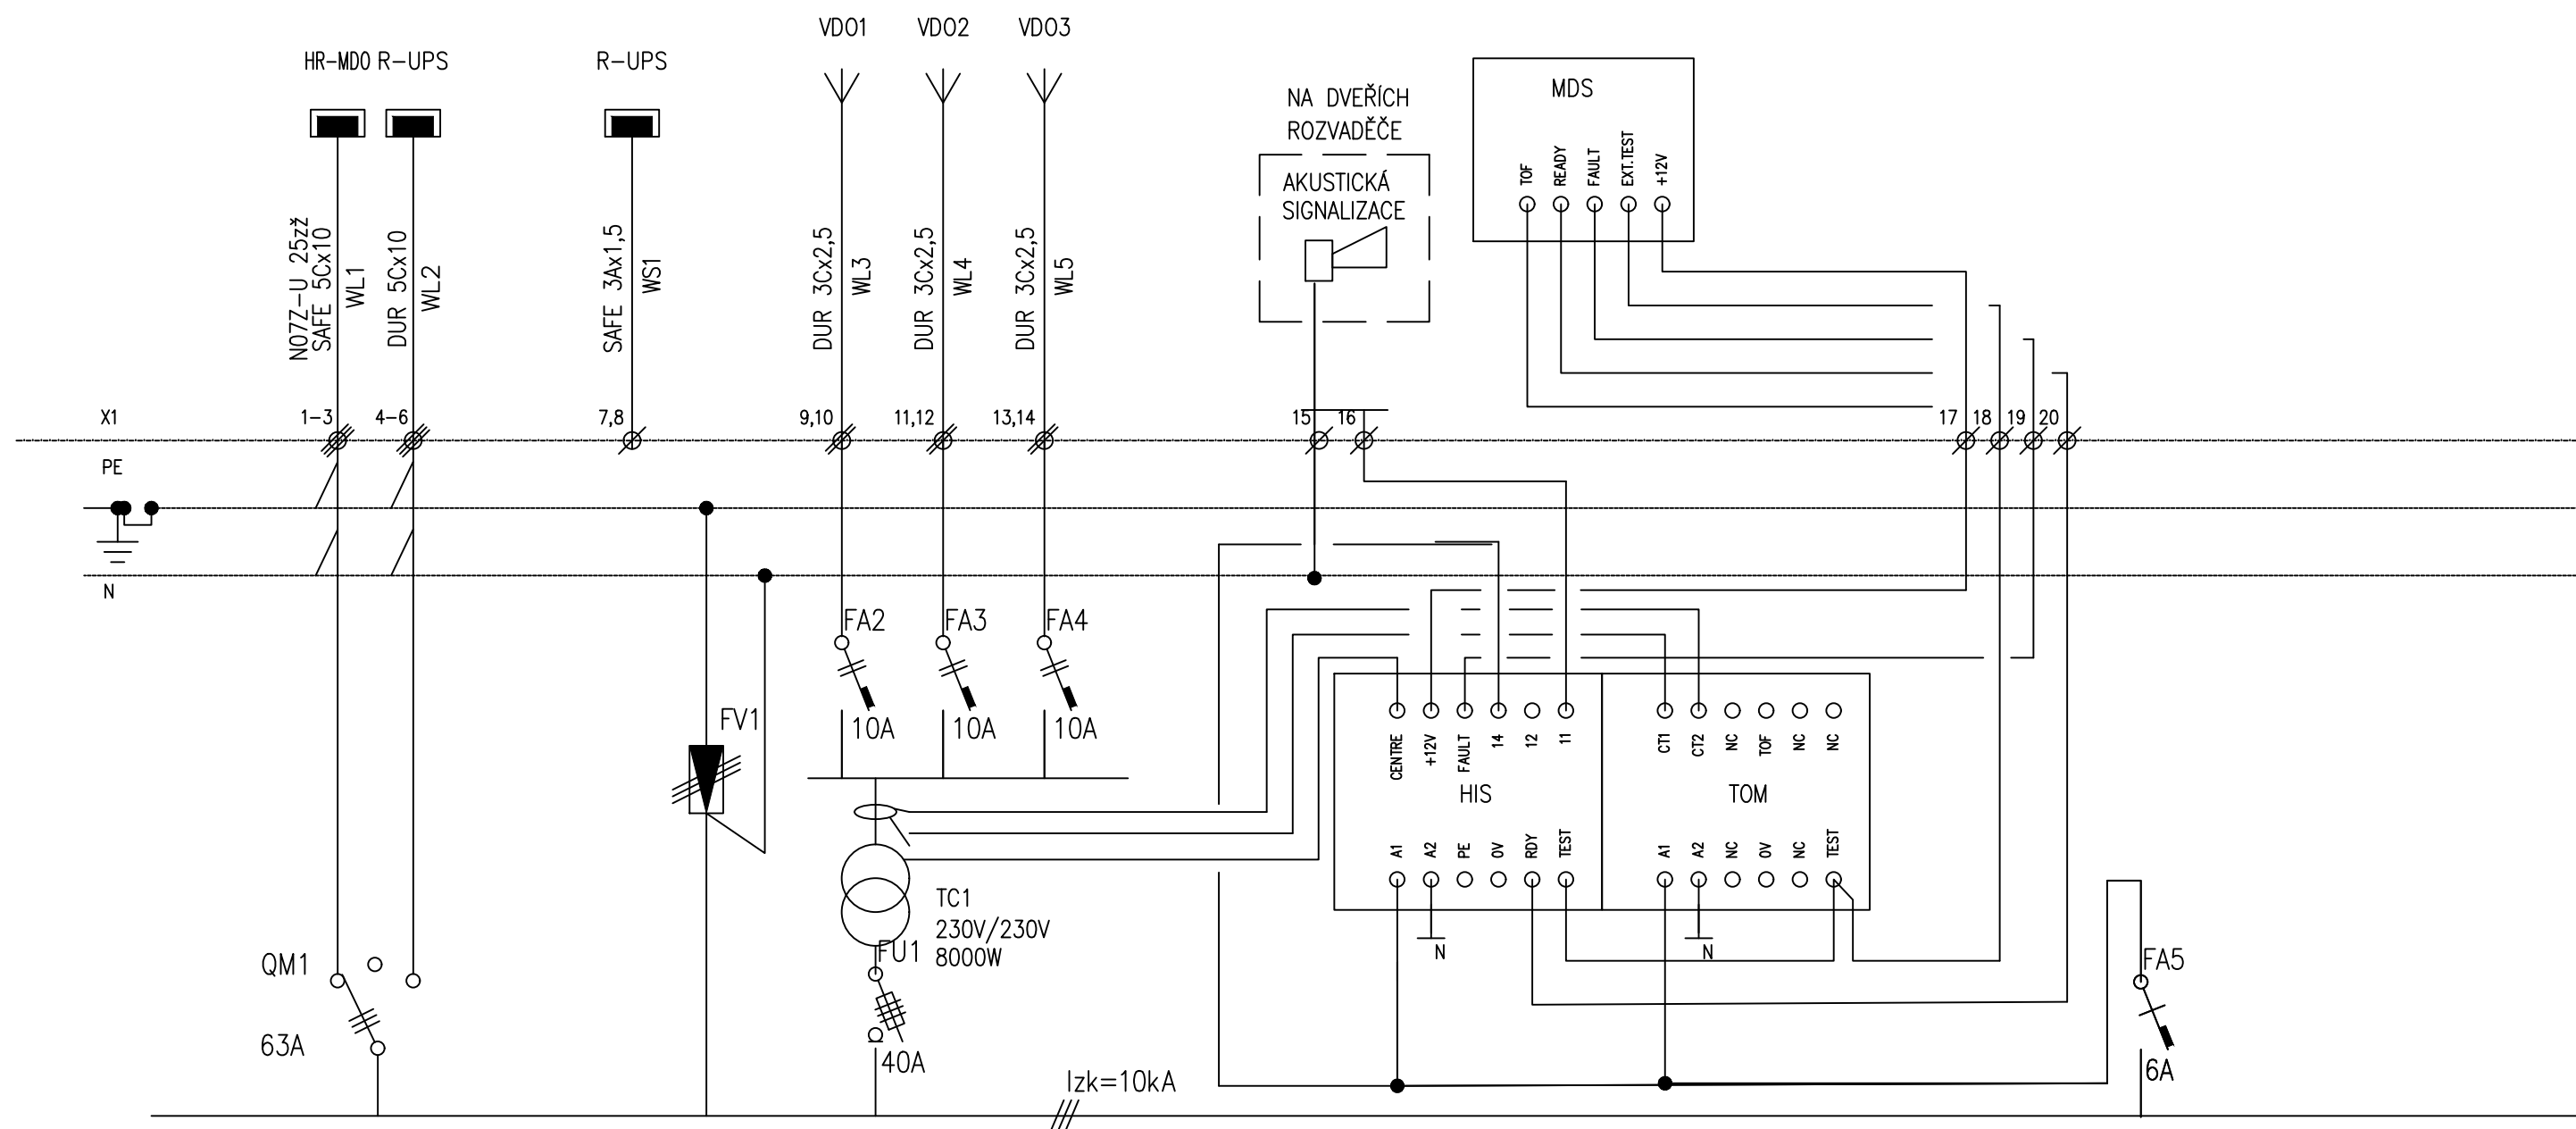 VDO1 VDO2 VDO3
HR-MDO R-UPS R-UPS
MDS
NA DVEŘÍCH
ROZVADĚČE
AKUSTICKÁ
SIGNALIZACE
TOF
READY
FAULT
EXT.TEST
+12V
N07Z-U 25zž
SAFE 5Cx10
WL1
DUR 5Cx10
WL2
SAFE 3Ax1,5
WS1
DUR 3Cx2,5
WL3
DUR 3Cx2,5
WL4
DUR 3Cx2,5
WL5
X1 1-3 4-6 7,8 9,10 11,12 13,14 15 16 17 18 19 20
PE
N
FA2 FA3 FA4
10A 10A 10A
FV1
CENTRE
+12V
FAULT
14
12
11
CT1
CT2
NC
TOF
NC
NC
HIS TOM
A1
A2
PE
0V
RDY
TEST
A1
A2
NC
0V
NC
TEST
N N
TC1
230V/230V
8000W
FU1
40A
QM1
63A
FA5
6A
Izk=10kA